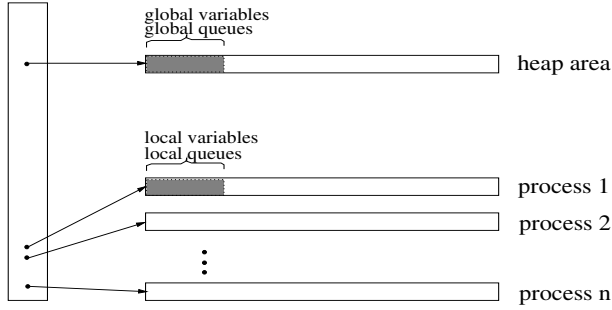 global variables
global queues
heap area
local variables
local queues
process 1
process 2
process n